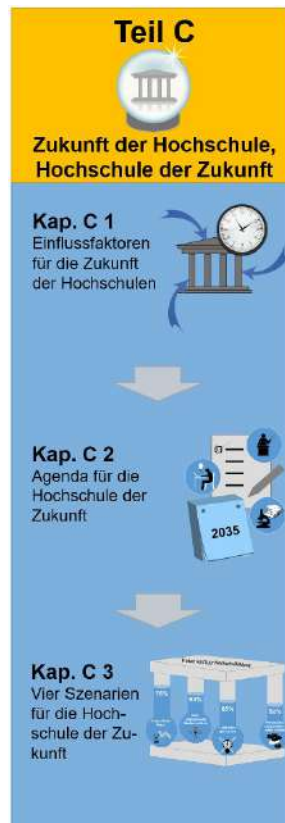 Teil C
Zukunft der Hochschule,
Hochschule der Zukunft
Kap. C 1
Einflussfaktoren
für die Zukunft
der Hochschulen
Kap. C 2
Agenda für die
Hochschule der
Zukunft
2035
Kap. C 3
Vier Szenarien
für die Hoch-
schule der Zu-
kunft